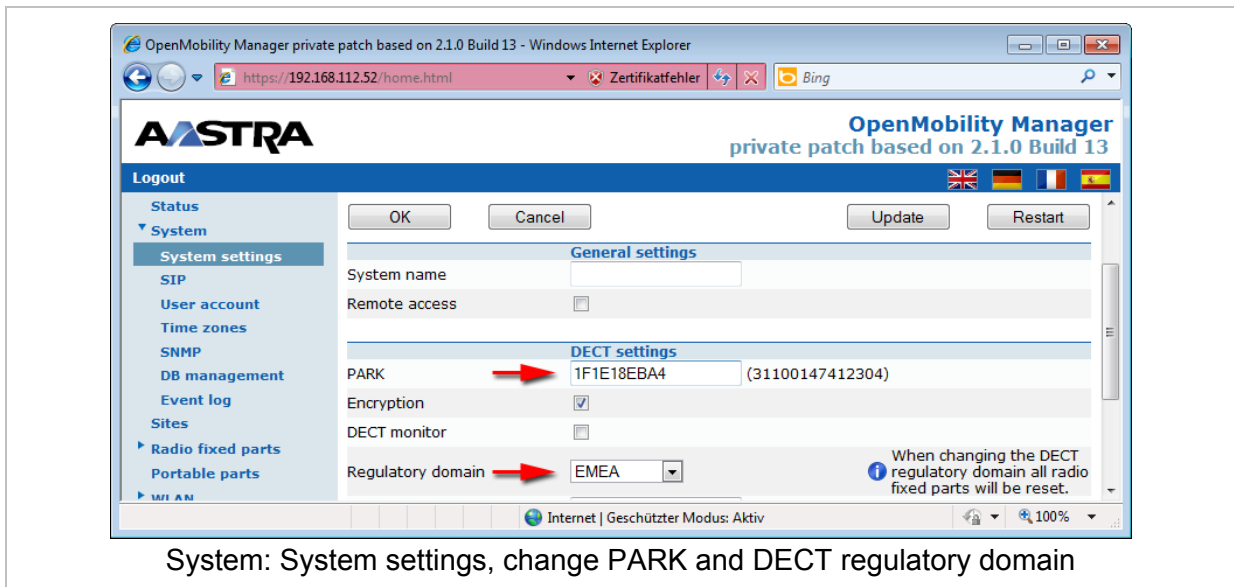 OpenMobility Manager private patch based on 2.1.0 Build 13 - Windows Internet Explorer
https://192.168.112.52/home.html
Zertifikatfehler
Bing
AASTRA
OpenMobility Manager
private patch based on 2.1.0 Build 13
Logout
Status
System
System settings
SIP
User account
Time zones
SNMP
DB management
Event log
Sites
Radio fixed parts
Portable parts
WLAN
OK Cancel Update Restart
General settings
System name
Remote access
DECT settings
PARK 1F1E18EBA4 (31100147412304)
Encryption
DECT monitor
Regulatory domain EMEA
When changing the DECT
regulatory domain all radio
fixed parts will be reset.
Internet | Geschützter Modus: Aktiv 100%
System: System settings, change PARK and DECT regulatory domain